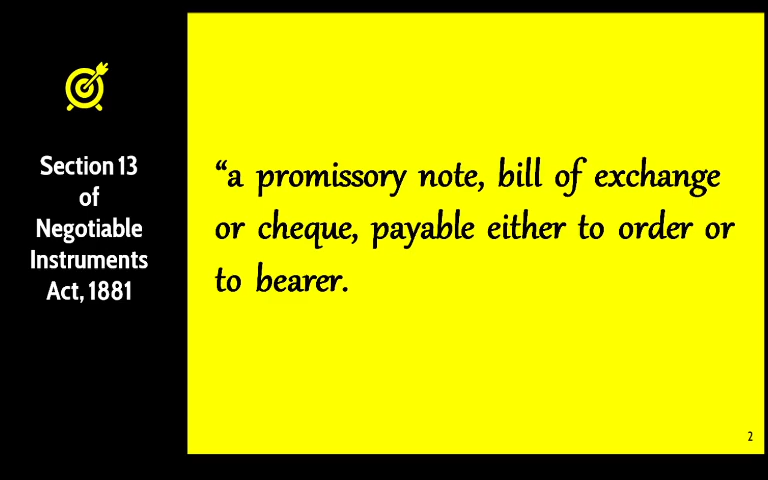 Section 13
of
Negotiable
Instruments
Act, 1881
“a promissory note, bill of exchange
or cheque, payable either to order or
to bearer.
2